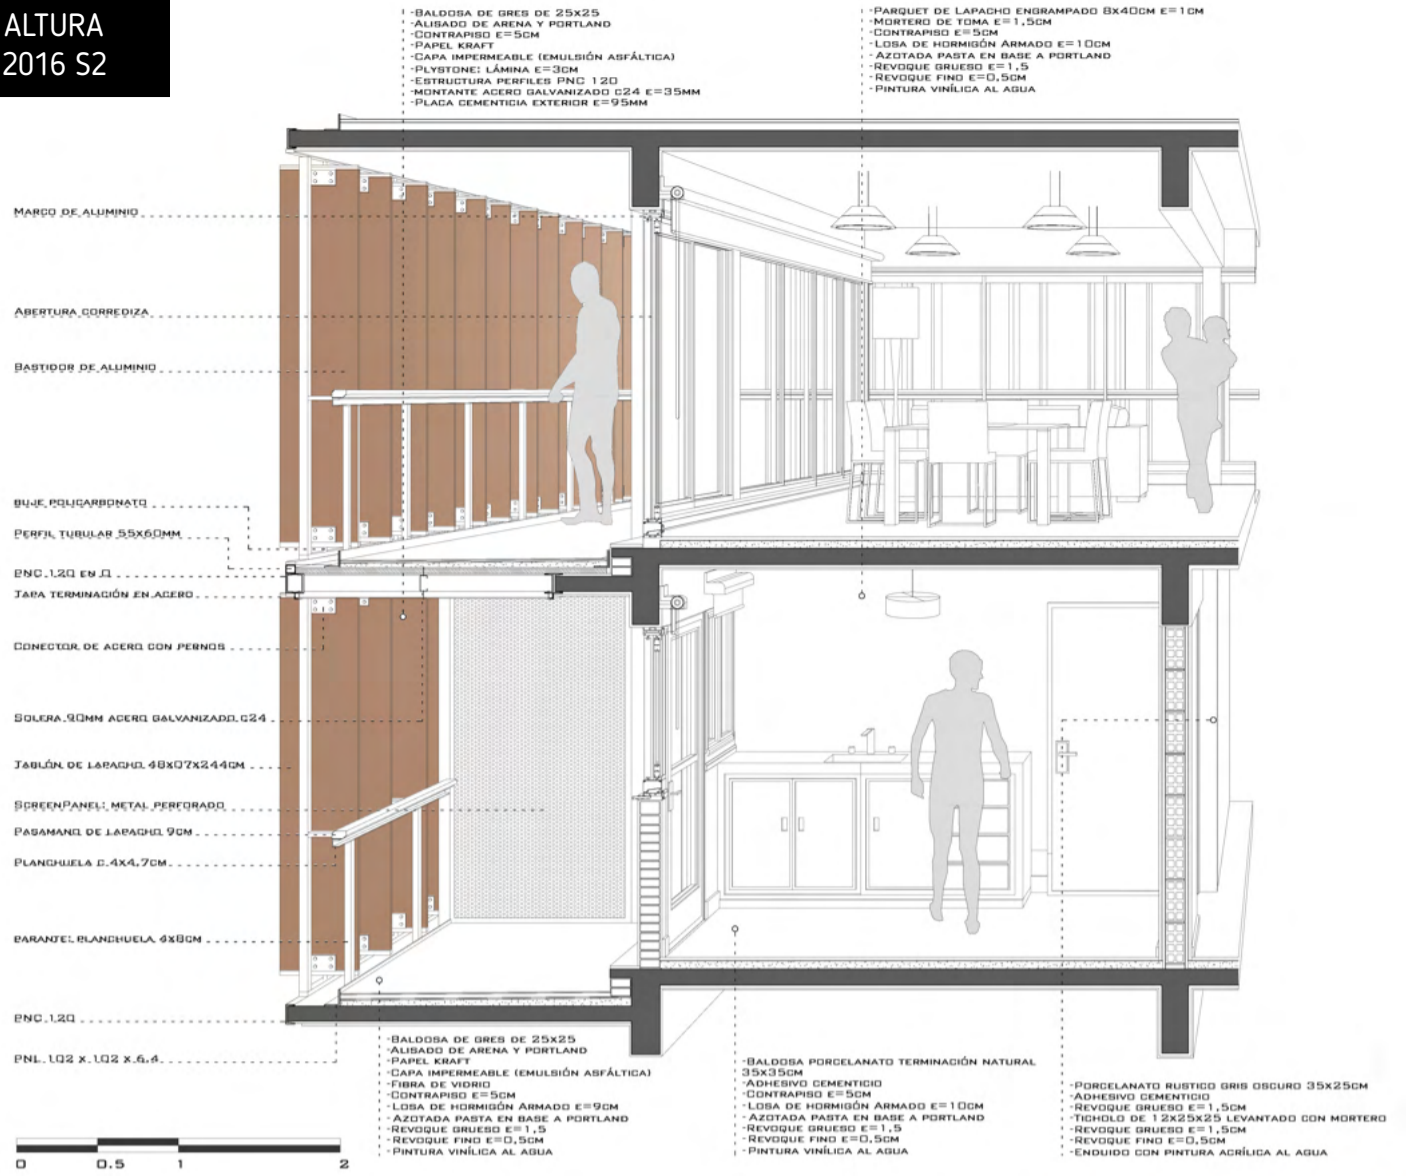 ALTURA
2016 S2
-BALDOSA DE GRES DE 25X25
-ALISADO DE ARENA Y PORTLAND
-CONTRAPISO E=5CM
-PAPEL KRAFT
-CAPA IMPERMEABLE (EMULSIÓN ASFÁLTICA)
-PLYSTONE: LÁMINA E=3CM
-ESTRUCTURA PERFILES PNC 120
-MONTANTE ACERO GALVANIZADO C24 E=35MM
-PLACA CEMENTICIA EXTERIOR E=95MM
-PARQUET DE LAPACHO ENGRAMPADO 8X40CM E=1CM
-MORTERO DE TOMA E=1,5CM
-CONTRAPISO E=5CM
-LOSA DE HORMIGÓN ARMADO E=10CM
-AZOTADA PASTA EN BASE A PORTLAND
-REVOQUE GRUESO E=1,5
-REVOQUE FINO E=0,5CM
-PINTURA VINÍLICA AL AGUA
MARCO DE ALUMINIO
ABERTURA CORREDIZA
BASTIDOR DE ALUMINIO
BUJE POLICARBONATO
PERFIL TUBULAR 55X60MM
PNC 120 EN O
TAPA TERMINACIÓN EN ACERO
CONECTOR DE ACERO CON PERNOS
SOLERA 90MM ACERO GALVANIZADO C24
TABLÓN DE LAPACHO 48X07X244CM
SCREENPANEL: METAL PERFORADO
PASAMANO DE LAPACHO 9CM
PLANCHUELA C.4X4,7CM
PARANTE: PLANCHUELA 4X8CM
PNC 120
PNL 102 X 102 X 6.4
-BALDOSA DE GRES DE 25X25
-ALISADO DE ARENA Y PORTLAND
-PAPEL KRAFT
-CAPA IMPERMEABLE (EMULSIÓN ASFÁLTICA)
-FIBRA DE VIDRIO
-CONTRAPISO E=5CM
-LOSA DE HORMIGÓN ARMADO E=9CM
-AZOTADA PASTA EN BASE A PORTLAND
-REVOQUE GRUESO E=1,5
-REVOQUE FINO E=0,5CM
-PINTURA VINÍLICA AL AGUA
-BALDOSA PORCELANATO TERMINACIÓN NATURAL
35X35CM
-ADHESIVO CEMENTICIO
-CONTRAPISO E=5CM
-LOSA DE HORMIGÓN ARMADO E=10CM
-AZOTADA PASTA EN BASE A PORTLAND
-REVOQUE GRUESO E=1,5
-REVOQUE FINO E=0,5CM
-PINTURA VINÍLICA AL AGUA
-PORCELANATO RUSTICO GRIS OSCURO 35X25CM
-ADHESIVO CEMENTICIO
-REVOQUE GRUESO E=1,5CM
-TICHOLO DE 12X25X25 LEVANTADO CON MORTERO
-REVOQUE GRUESO E=1,5CM
-REVOQUE FINO E=0,5CM
-ENDUIDO CON PINTURA ACRÍLICA AL AGUA
0 0.5 1 2